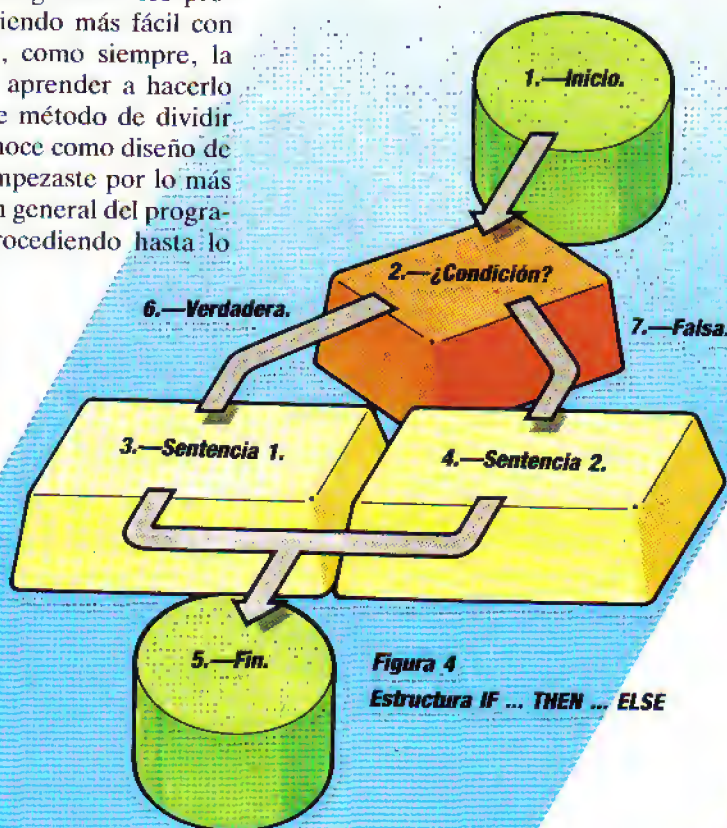 iendo más fácil con
, como siempre, la
aprender a hacerlo
e método de dividir
noce como diseño de
mpezaste por lo más
n general del progra-
rocediendo hasta lo
1.—Inicio.
2.—¿Condición?
6.—Verdadera.
7.—Falsa.
3.—Sentencia 1.
4.—Sentencia 2.
5.—Fin.
Figura 4
Estructura IF ... THEN ... ELSE